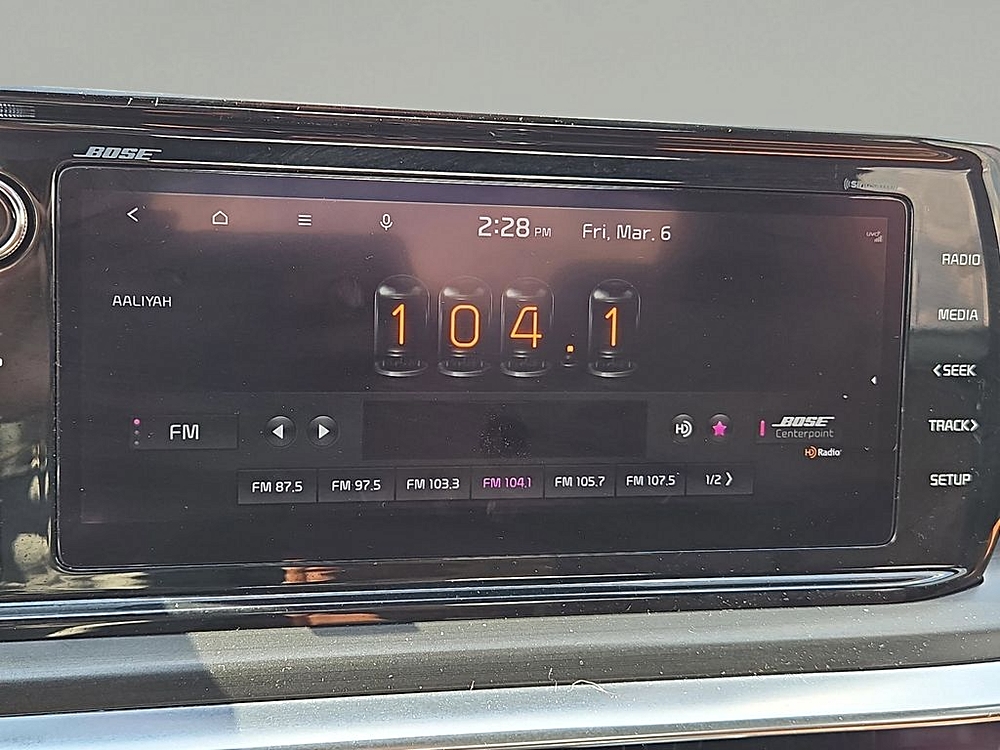 BOSE
2:28 PM Fri, Mar. 6
UVO
AALIYAH
104.1
FM
HD
BOSE
Centerpoint
HD Radio
FM 87.5 FM 97.5 FM 103.3 FM 104.1 FM 105.7 FM 107.5 1/2 >
RADIO
MEDIA
<SEEK
TRACK>
SETUP